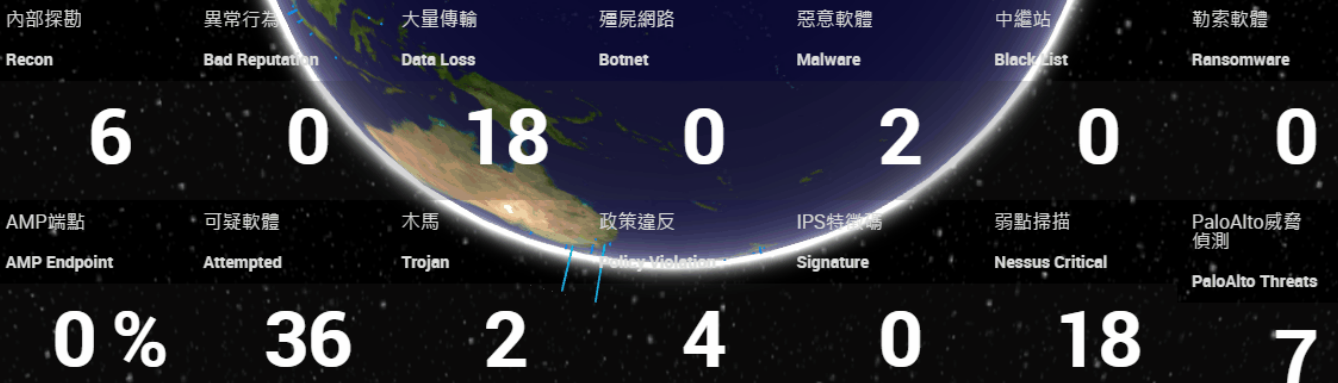 內部探勘 異常行為 大量傳輸 殭屍網路 惡意軟體 中繼站 勒索軟體
Recon Bad Reputation Data Loss Botnet Malware Black List Ransomware
6 0 18 0 2 0 0
AMP端點 可疑軟體 木馬 政策違反 IPS特徵碼 弱點掃描 PaloAlto威脅
偵測
AMP Endpoint Attempted Trojan Policy Violation Signature Nessus Critical PaloAlto Threats
0 % 36 2 4 0 18 7